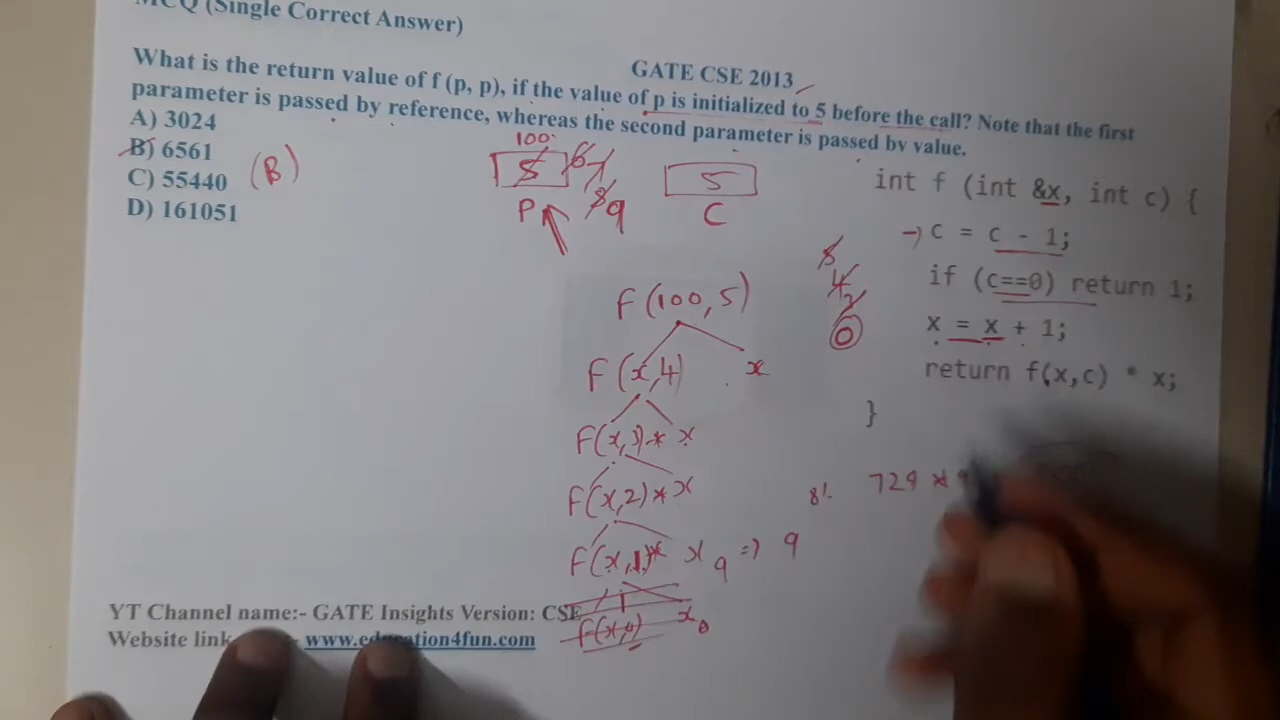 MCQ (Single Correct Answer)
GATE CSE 2013
What is the return value of f (p, p), if the value of p is initialized to 5 before the call? Note that the first
parameter is passed by reference, whereas the second parameter is passed by value.
A) 3024
B) 6561
C) 55440
D) 161051
(B)
100
5 6 7
8 9
P
5
C
int f (int &x, int c) {
c = c - 1;
if (c==0) return 1;
x = x + 1;
return f(x,c) * x;
}
F(100,5)
F(x,4) x
F(x,3)* x
F(x,2)*x
F(x,1)* x 9 => 9
f(x,0) x
0
729 * 9
YT Channel name:- GATE Insights Version: CSE
Website link - www.education4fun.com